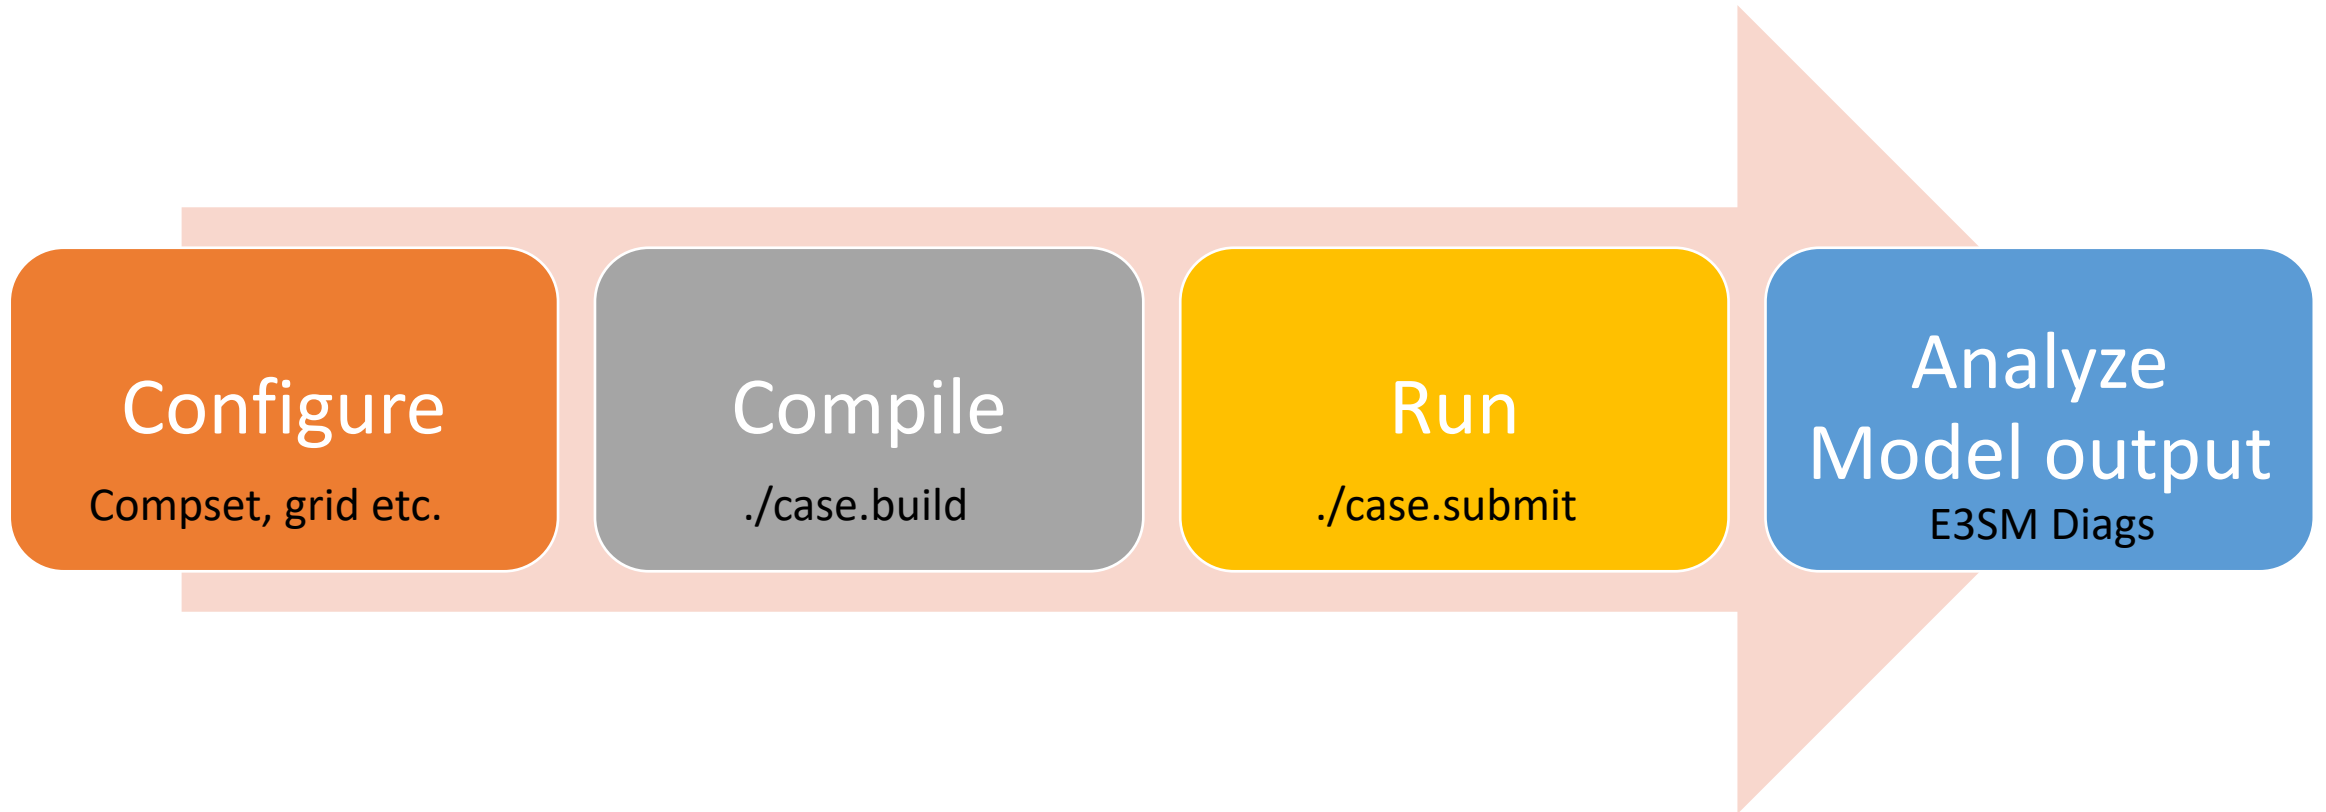 Configure
Compset, grid etc.
Compile
./case.build
Run
./case.submit
Analyze
Model output
E3SM Diags